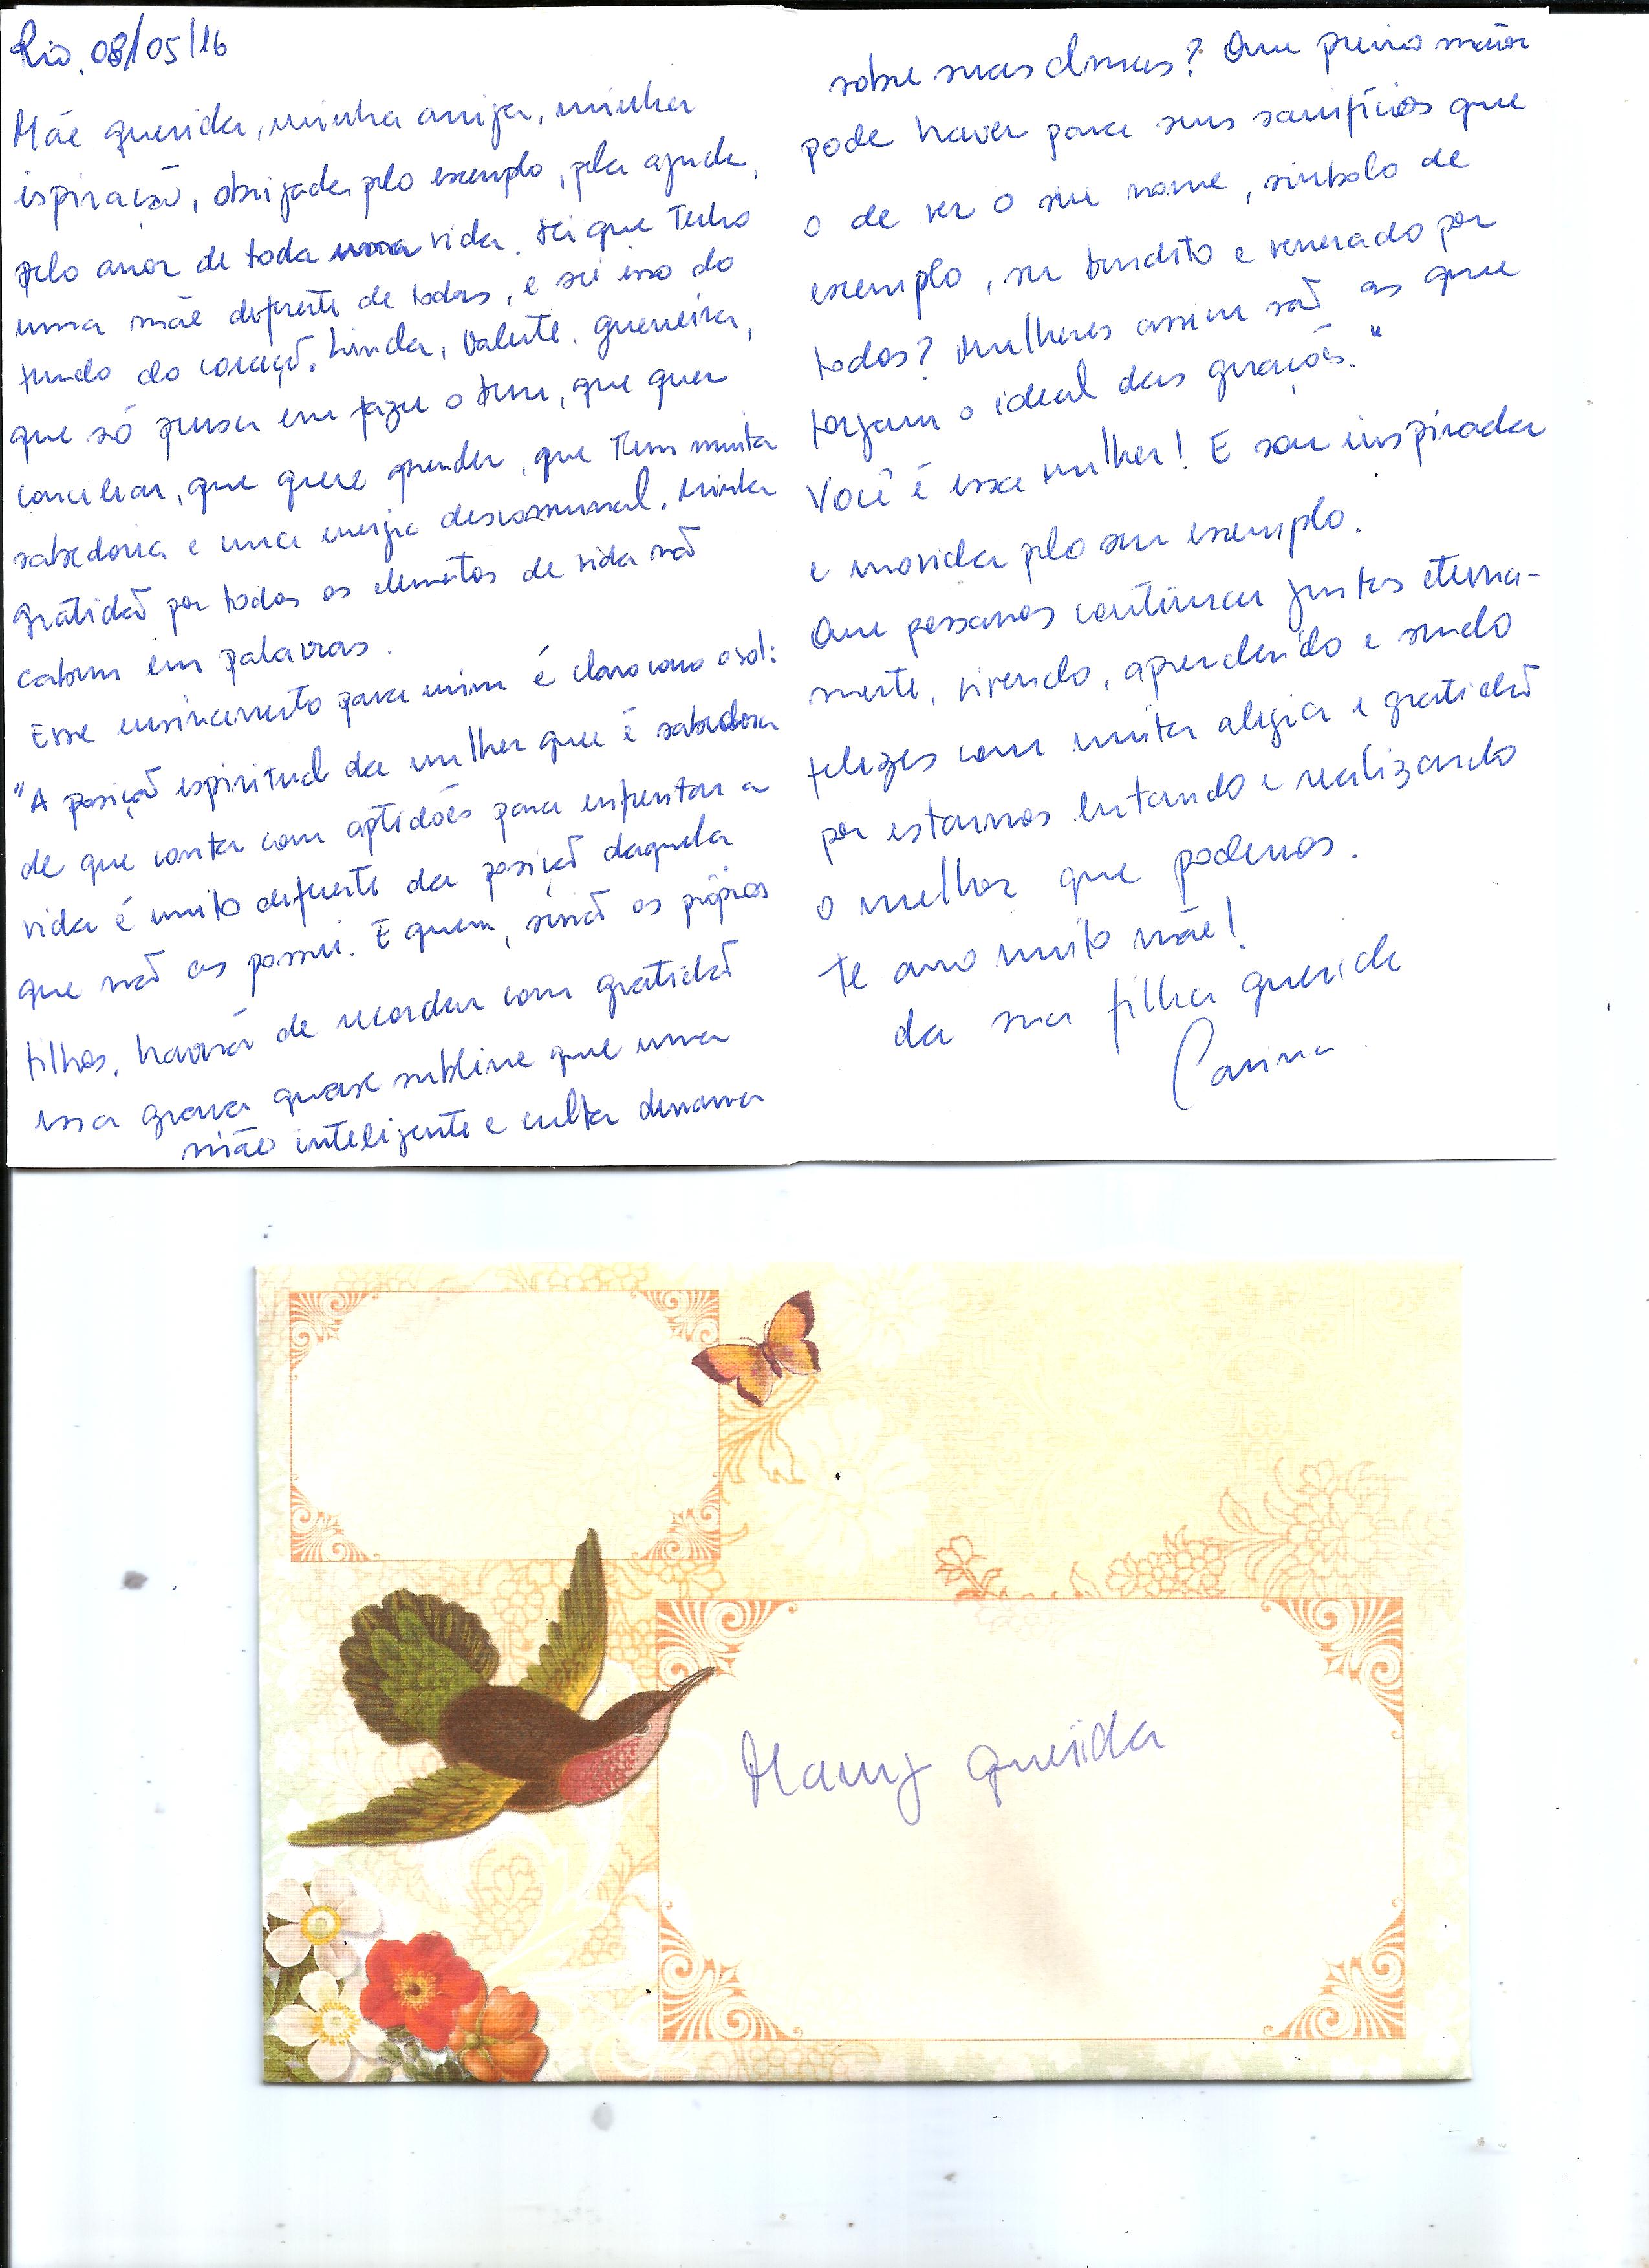 Rio, 08/05/16
Mãe querida, minha amiga, minha
ispiração, obrigada pelo exemplo, pela ajuda,
pelo amor de toda uma vida. Sei que Tenho
uma mãe diferente de todas, e sei isso do
fundo do coração. Linda, valente, guerreira,
que só pensa em fazer o bem, que quer
conciliar, que quere aprender, que Tem muita
sabedoria e uma energia descomunal. Minha
gratidão por todos os elementos de vida não
cabem em palavras.
Esse ensinamento para mim é claro como o sol:
"A posição espiritual da mulher que é sabedora
de que conta com aptidões para enfrentar a
vida é muito diferente da posição daquela
que não as possui. E quem, senão os próprios
filhos, haverá de recordar com gratidão
essa graça quase sublime que uma
mãe inteligente e culta derrama
sobre suas almas? Que prêmio maior
pode haver para seus sacrifícios que
o de ver o seu nome, símbolo de
exemplo, ser bendito e venerado por
todos? Mulheres assim são as que
forjam o ideal das gerações."
Você é essa mulher! E sou inspirada
e movida pelo seu exemplo.
Que possamos continuar juntas eterna-
mente, vivendo, aprendendo e sendo
felizes com muita alegria e gratidão
por estarmos lutando e realizando
o melhor que podemos.
Te amo muito mãe!
da sua filha querida
Carina
Mamy querida